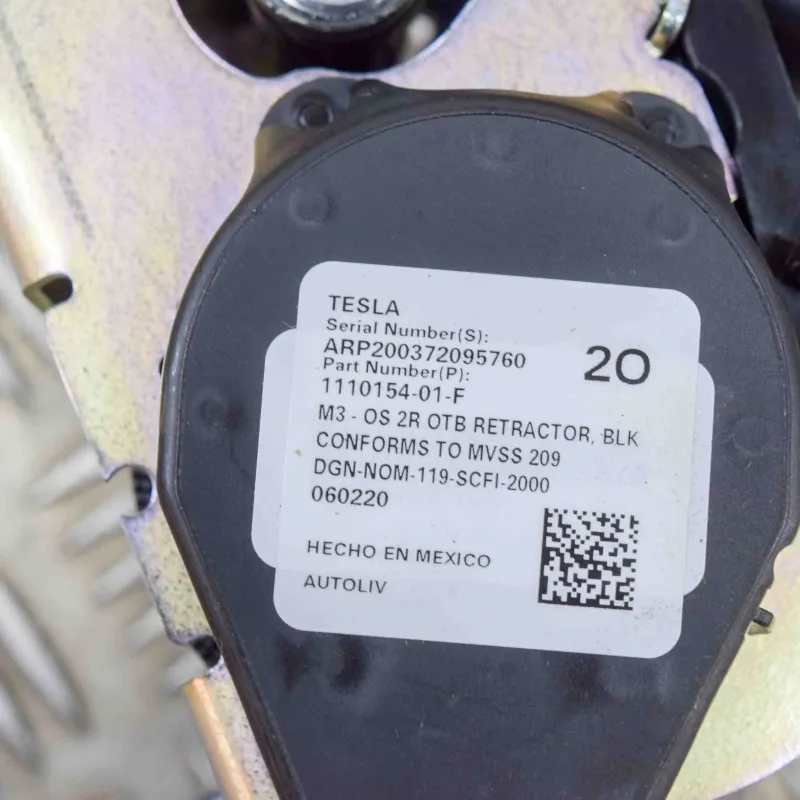 TESLA
Serial Number(S):
ARP200372095760
20
Part Number(P):
1110154-01-F
M3 - OS 2R OTB RETRACTOR, BLK
CONFORMS TO MVSS 209
DGN-NOM-119-SCFI-2000
060220
HECHO EN MEXICO
AUTOLIV